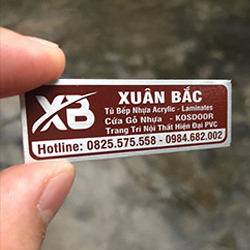 XB
XUÂN BẮC
Tủ Bếp Nhựa Acrylic - Laminates
Cửa Gỗ Nhựa - KOSDOOR
Trang Trí Nội Thất Hiện Đại PVC
Hotline: 0825.575.558 - 0984.682.002